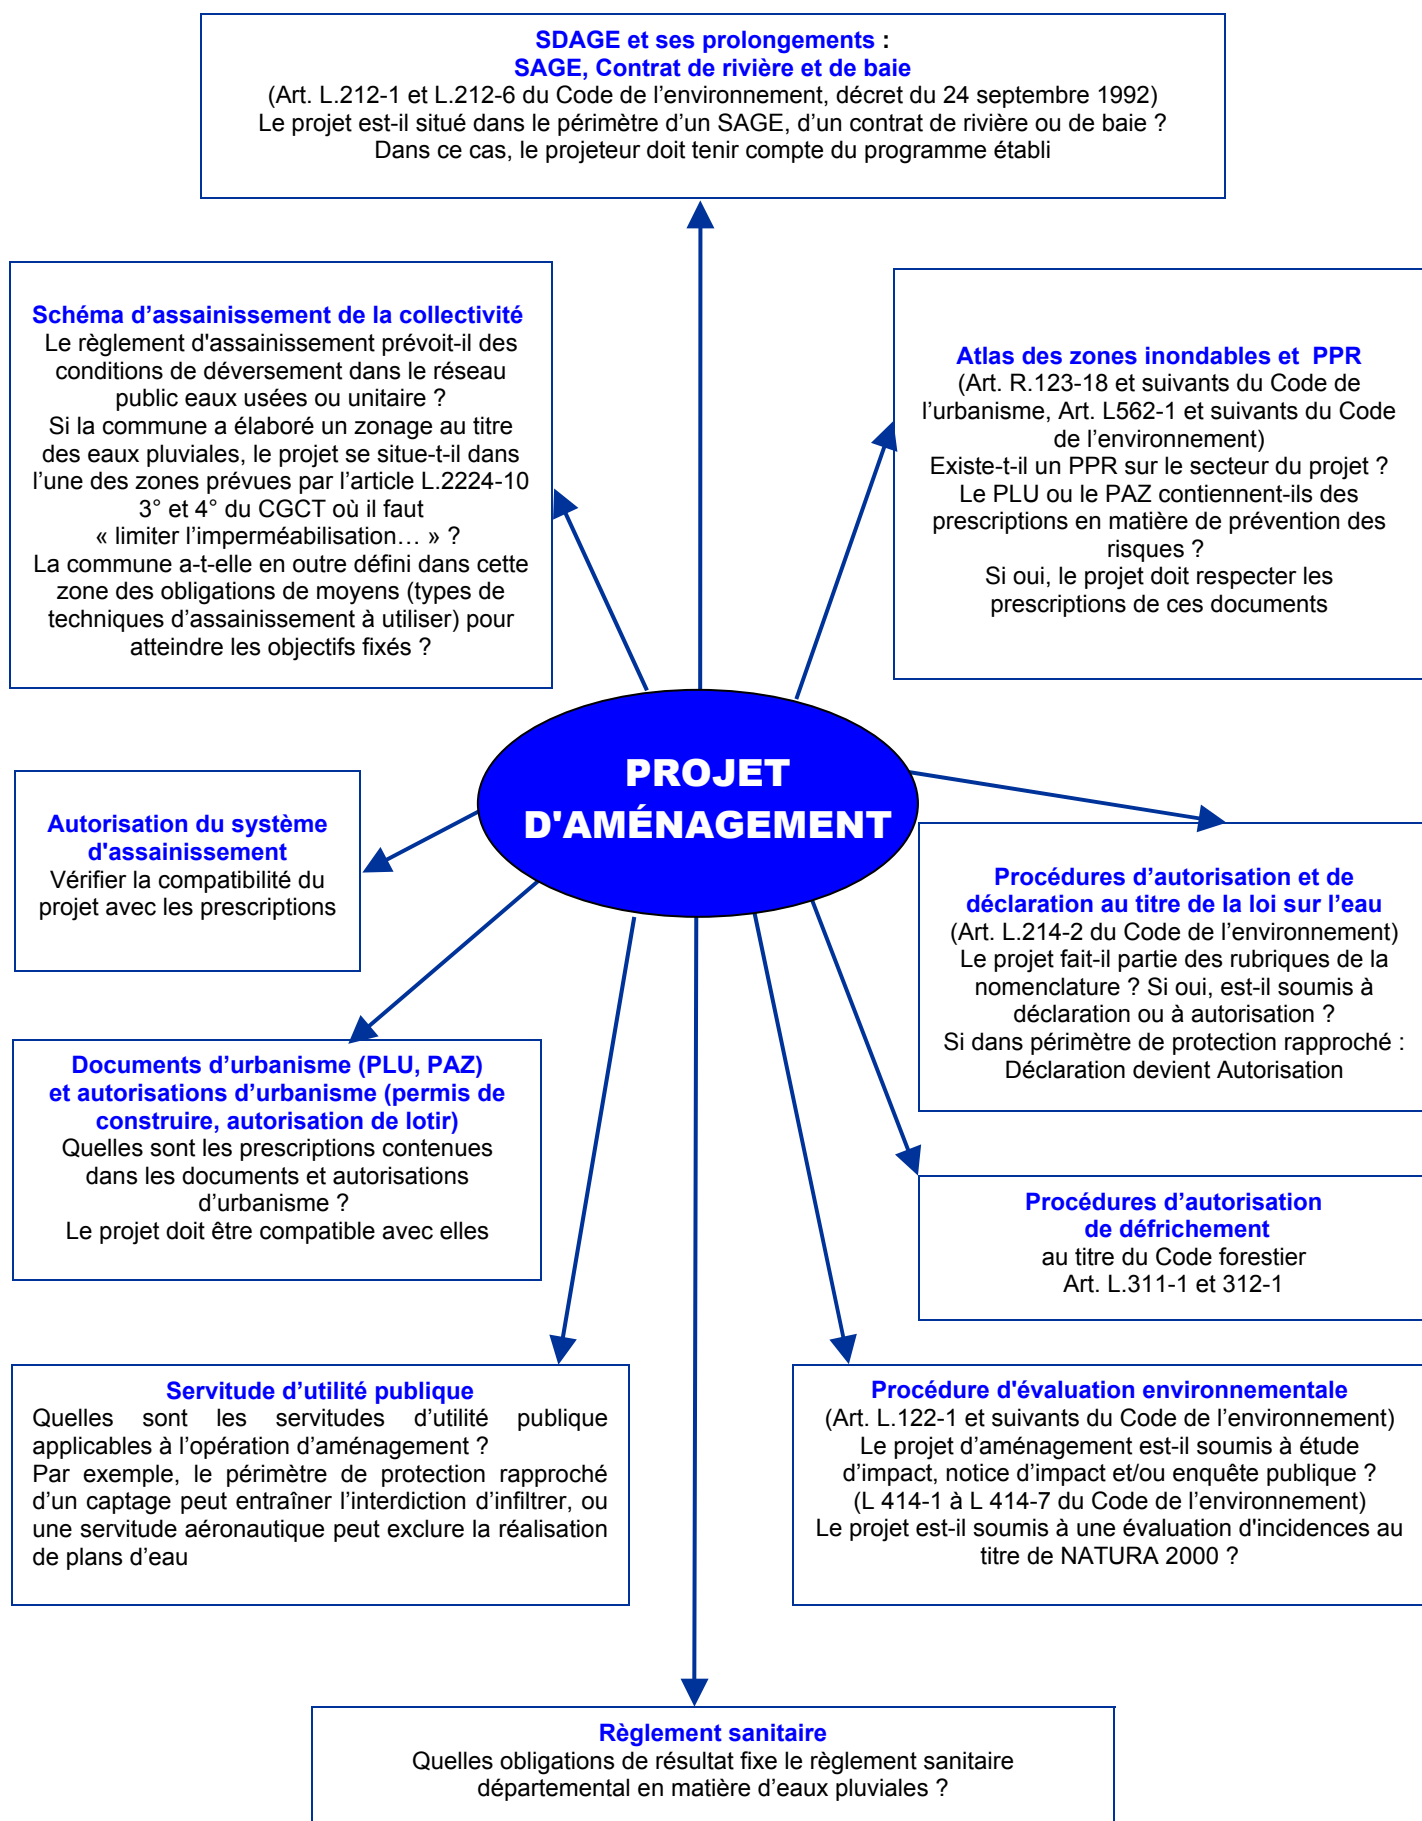 SDAGE et ses prolongements :
SAGE, Contrat de rivière et de baie
(Art. L.212-1 et L.212-6 du Code de l’environnement, décret du 24 septembre 1992)
Le projet est-il situé dans le périmètre d’un SAGE, d’un contrat de rivière ou de baie ?
Dans ce cas, le projeteur doit tenir compte du programme établi
Schéma d’assainissement de la collectivité
Le règlement d'assainissement prévoit-il des
conditions de déversement dans le réseau
public eaux usées ou unitaire ?
Si la commune a élaboré un zonage au titre
des eaux pluviales, le projet se situe-t-il dans
l’une des zones prévues par l’article L.2224-10
3° et 4° du CGCT où il faut
« limiter l’imperméabilisation… » ?
La commune a-t-elle en outre défini dans cette
zone des obligations de moyens (types de
techniques d’assainissement à utiliser) pour
atteindre les objectifs fixés ?
Atlas des zones inondables et  PPR
(Art. R.123-18 et suivants du Code de
l’urbanisme, Art. L562-1 et suivants du Code
de l’environnement)
Existe-t-il un PPR sur le secteur du projet ?
Le PLU ou le PAZ contiennent-ils des
prescriptions en matière de prévention des
risques ?
Si oui, le projet doit respecter les
prescriptions de ces documents
PROJET
D'AMÉNAGEMENT
Autorisation du système
d'assainissement
Vérifier la compatibilité du
projet avec les prescriptions
Procédures d’autorisation et de
déclaration au titre de la loi sur l’eau
(Art. L.214-2 du Code de l’environnement)
Le projet fait-il partie des rubriques de la
nomenclature ? Si oui, est-il soumis à
déclaration ou à autorisation ?
Si dans périmètre de protection rapproché :
Déclaration devient Autorisation
Documents d’urbanisme (PLU, PAZ)
et autorisations d’urbanisme (permis de
construire, autorisation de lotir)
Quelles sont les prescriptions contenues
dans les documents et autorisations
d’urbanisme ?
Le projet doit être compatible avec elles
Procédures d’autorisation
de défrichement
au titre du Code forestier
Art. L.311-1 et 312-1
Servitude d’utilité publique
Quelles sont les servitudes d’utilité publique
applicables à l’opération d’aménagement ?
Par exemple, le périmètre de protection rapproché
d’un captage peut entraîner l’interdiction d’infiltrer, ou
une servitude aéronautique peut exclure la réalisation
de plans d’eau
Procédure d'évaluation environnementale
(Art. L.122-1 et suivants du Code de l’environnement)
Le projet d’aménagement est-il soumis à étude
d’impact, notice d’impact et/ou enquête publique ?
(L 414-1 à L 414-7 du Code de l’environnement)
Le projet est-il soumis à une évaluation d'incidences au
titre de NATURA 2000 ?
Règlement sanitaire
Quelles obligations de résultat fixe le règlement sanitaire
départemental en matière d’eaux pluviales ?